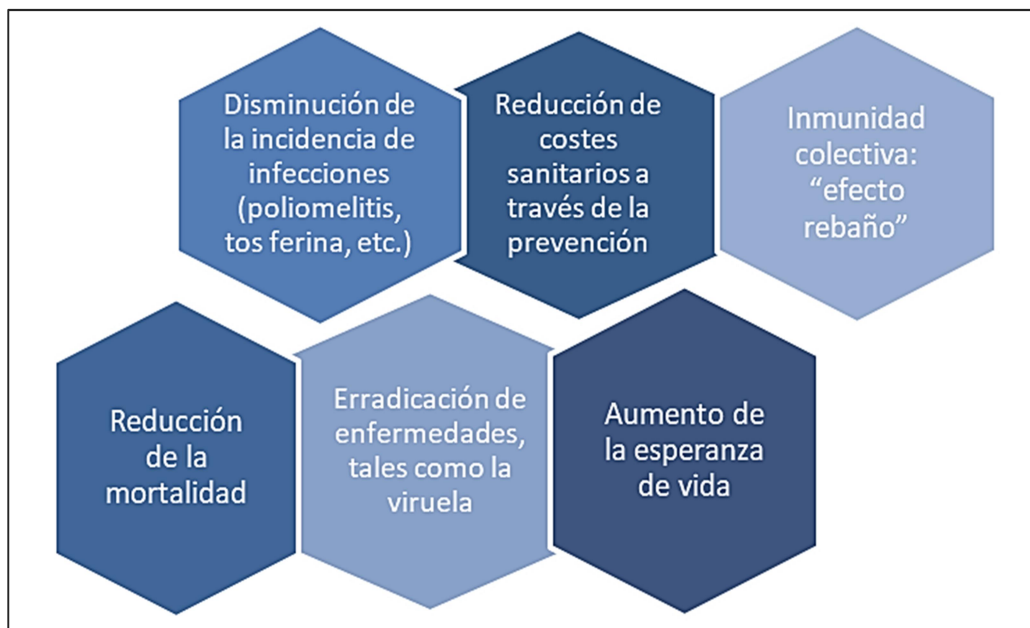 Disminución de
la incidencia de
infecciones
(poliomelitis,
tos ferina, etc.)
Reducción de
costes
sanitarios a
través de la
prevención
Inmunidad
colectiva:
“efecto
rebaño”
Reducción
de la
mortalidad
Erradicación de
enfermedades,
tales como la
viruela
Aumento de
la esperanza
de vida